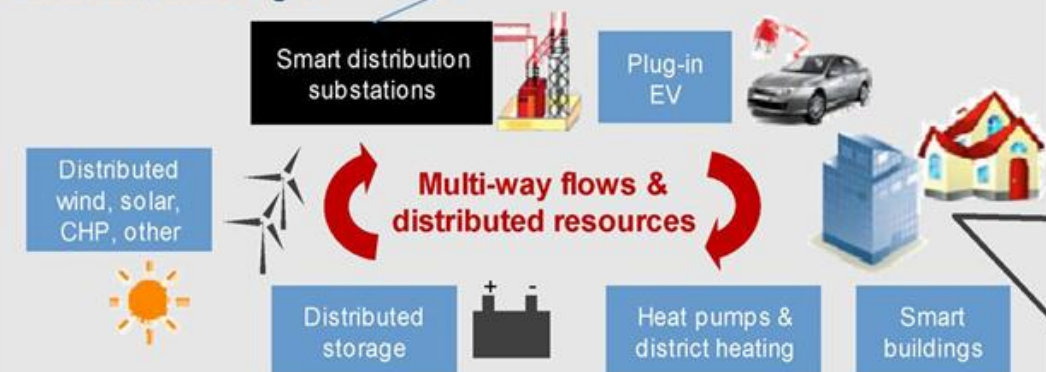 Smart distribution
substations
Plug-in
EV
Distributed
wind, solar,
CHP, other
Multi-way flows &
distributed resources
+ -
Distributed
storage
Heat pumps &
district heating
Smart
buildings